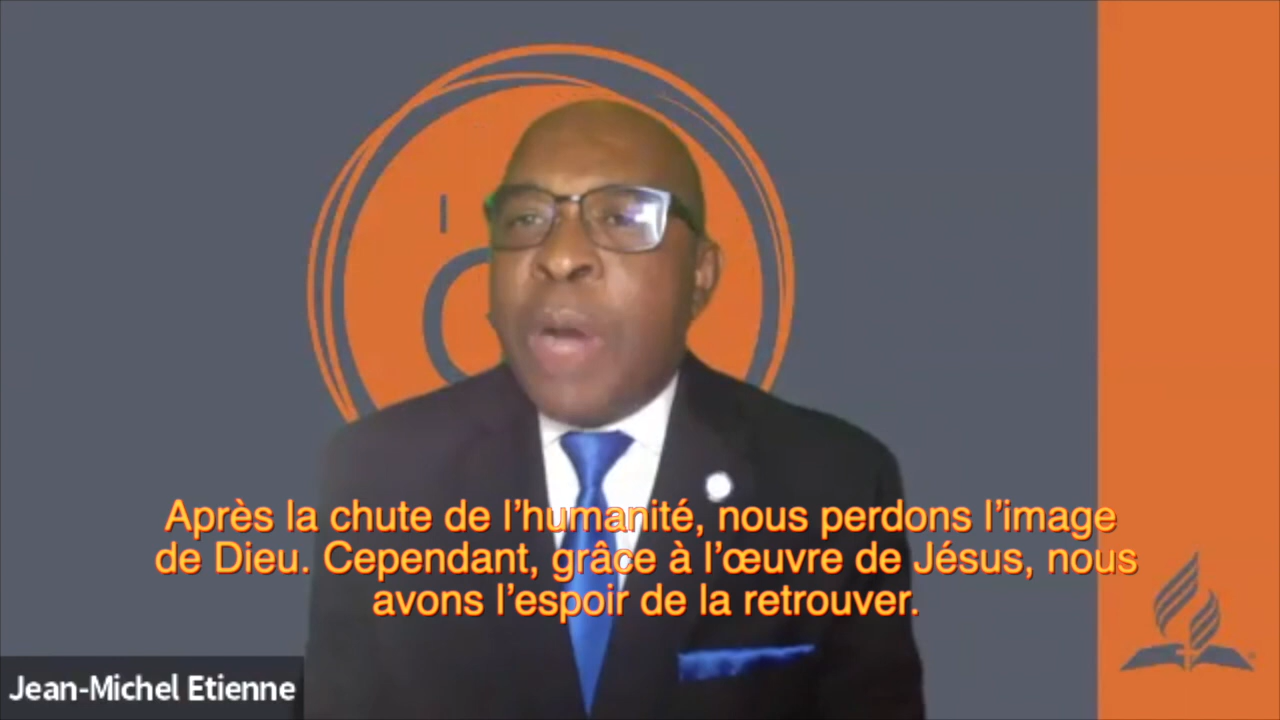 I
Après la chute de l’humanité, nous perdons l’image
de Dieu. Cependant, grâce à l’œuvre de Jésus, nous
avons l’espoir de la retrouver.
Jean-Michel Etienne